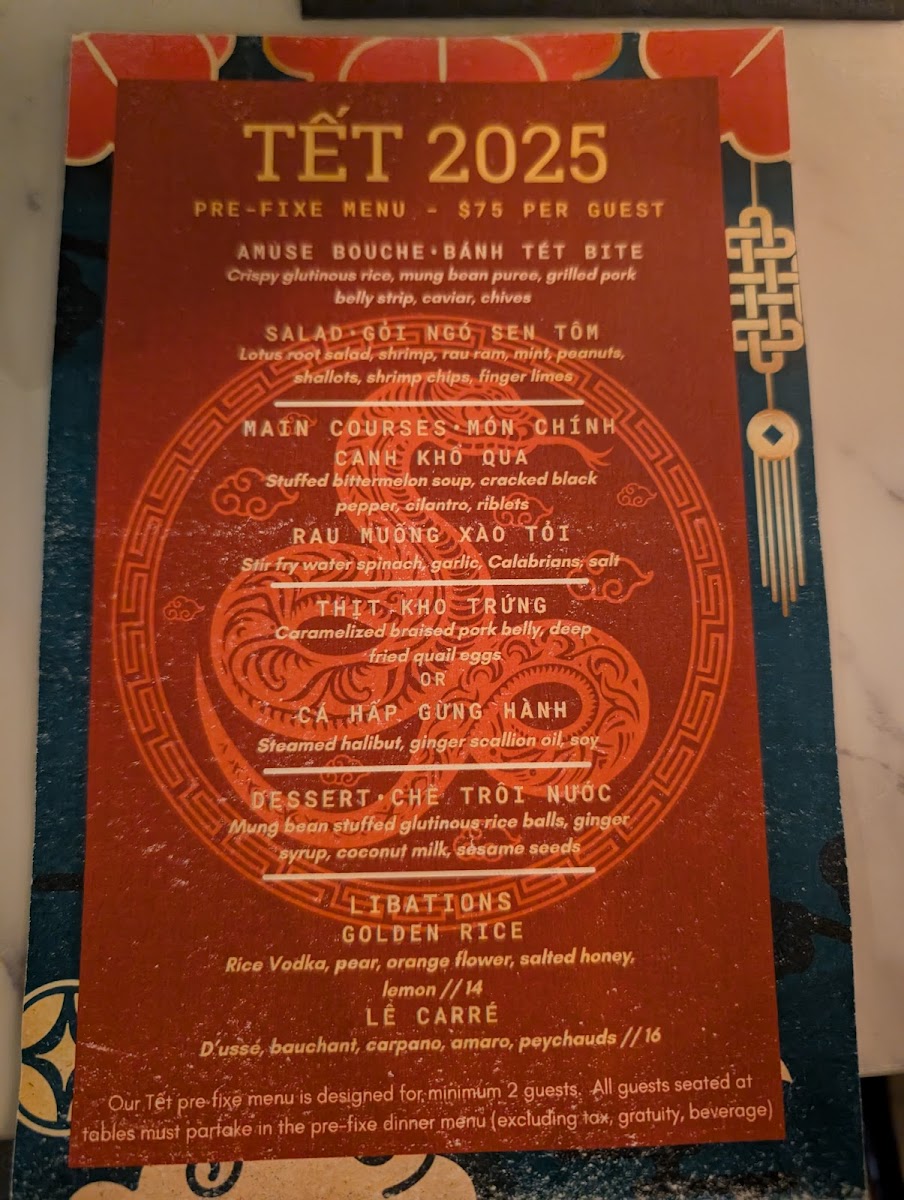 TẾT 2025
PRE-FIXE MENU - $75 PER GUEST
AMUSE BOUCHE•BÁNH TÉT BITE
Crispy glutinous rice, mung bean puree, grilled pork
belly strip, caviar, chives
SALAD•GỎI NGÓ SEN TÔM
Lotus root salad, shrimp, rau ram, mint, peanuts,
shallots, shrimp chips, finger limes
MAIN COURSES•MÓN CHÍNH
CANH KHỔ QUA
Stuffed bittermelon soup, cracked black
pepper, cilantro, riblets
RAU MUỐNG XÀO TỎI
Stir fry water spinach, garlic, Calabrians, salt
THỊT KHO TRỨNG
Caramelized braised pork belly, deep
fried quail eggs
OR
CÁ HẤP GỪNG HÀNH
Steamed halibut, ginger scallion oil, soy
DESSERT•CHÈ TRÔI NƯỚC
Mung bean stuffed glutinous rice balls, ginger
syrup, coconut milk, sesame seeds
LIBATIONS
GOLDEN RICE
Rice Vodka, pear, orange flower, salted honey,
lemon // 14
LÊ CARRÉ
D'usse, bauchant, carpano, amaro, peychauds // 16
Our Tết pre-fixe menu is designed for minimum 2 guests. All guests seated at
tables must partake in the pre-fixe dinner menu (excluding tax, gratuity, beverage)